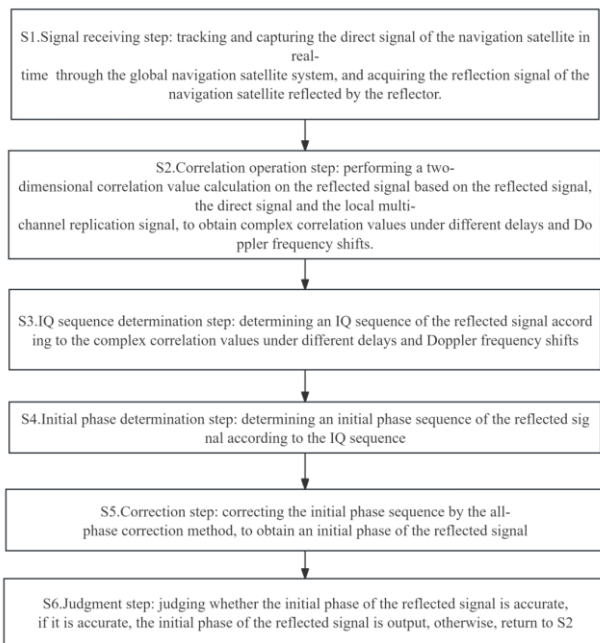 S1.Signal receiving step: tracking and capturing the direct signal of the navigation satellite in
real-
time through the global navigation satellite system, and acquiring the reflection signal of the
navigation satellite reflected by the reflector.
S2.Correlation operation step: performing a two-
dimensional correlation value calculation on the reflected signal based on the reflected signal,
the direct signal and the local multi-
channel replication signal, to obtain complex correlation values under different delays and Do
ppler frequency shifts.
S3.IQ sequence determination step: determining an IQ sequence of the reflected signal accord
ing to the complex correlation values under different delays and Doppler frequency shifts
S4.Initial phase determination step: determining an initial phase sequence of the reflected sig
nal according to the IQ sequence
S5.Correction step: correcting the initial phase sequence by the all-
phase correction method, to obtain an initial phase of the reflected signal
S6.Judgment step: judging whether the initial phase of the reflected signal is accurate,
if it is accurate, the initial phase of the reflected signal is output, otherwise, return to S2